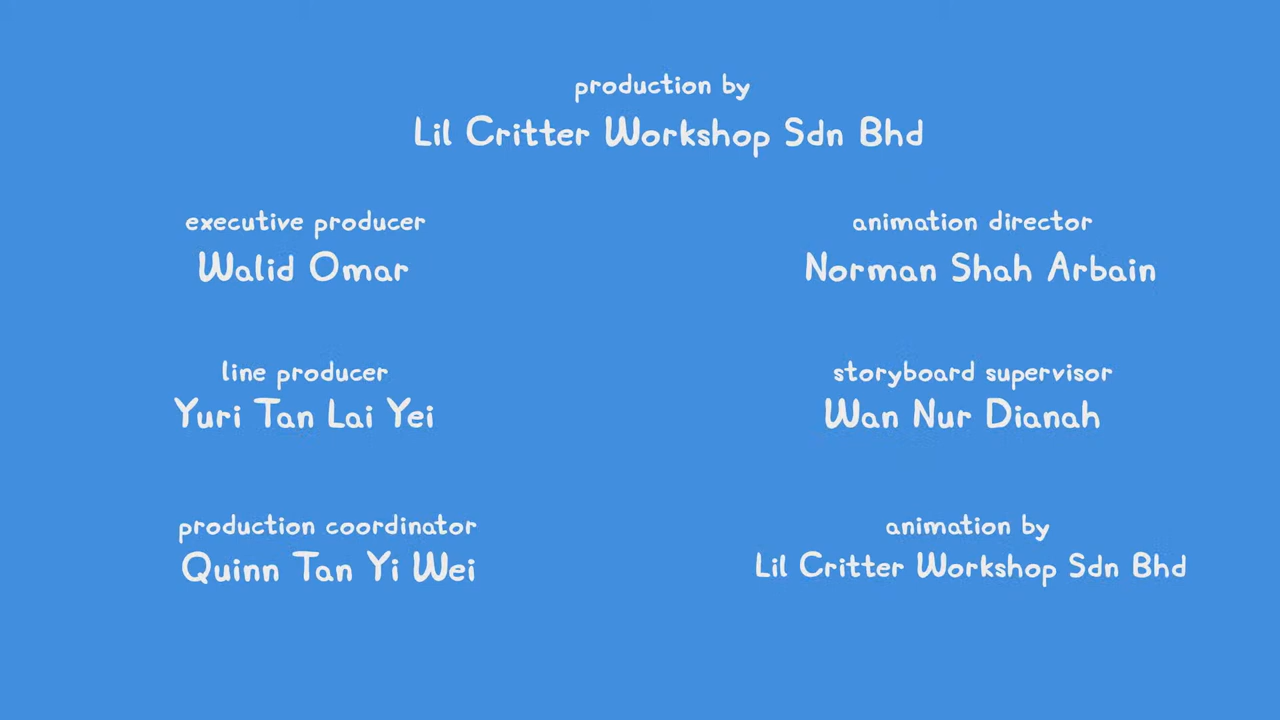 production by
Lil Critter Workshop Sdn Bhd
executive producer
Walid Omar
animation director
Norman Shah Arbain
line producer
Yuri Tan Lai Yei
storyboard supervisor
Wan Nur Dianah
production coordinator
Quinn Tan Yi Wei
animation by
Lil Critter Workshop Sdn Bhd